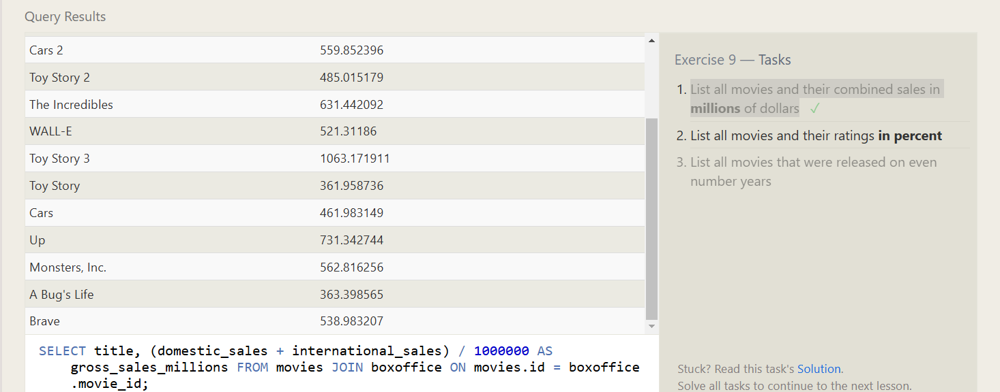 Query Results
Cars 2 559.852396
Toy Story 2 485.015179
The Incredibles 631.442092
WALL-E 521.31186
Toy Story 3 1063.171911
Toy Story 361.958736
Cars 461.983149
Up 731.342744
Monsters, Inc. 562.816256
A Bug's Life 363.398565
Brave 538.983207
SELECT title, (domestic_sales + international_sales) / 1000000 AS
gross_sales_millions FROM movies JOIN boxoffice ON movies.id = boxoffice
.movie_id;
Exercise 9 — Tasks
1. List all movies and their combined sales in
millions of dollars ✓
2. List all movies and their ratings in percent
3. List all movies that were released on even
number years
Stuck? Read this task's Solution.
Solve all tasks to continue to the next lesson.